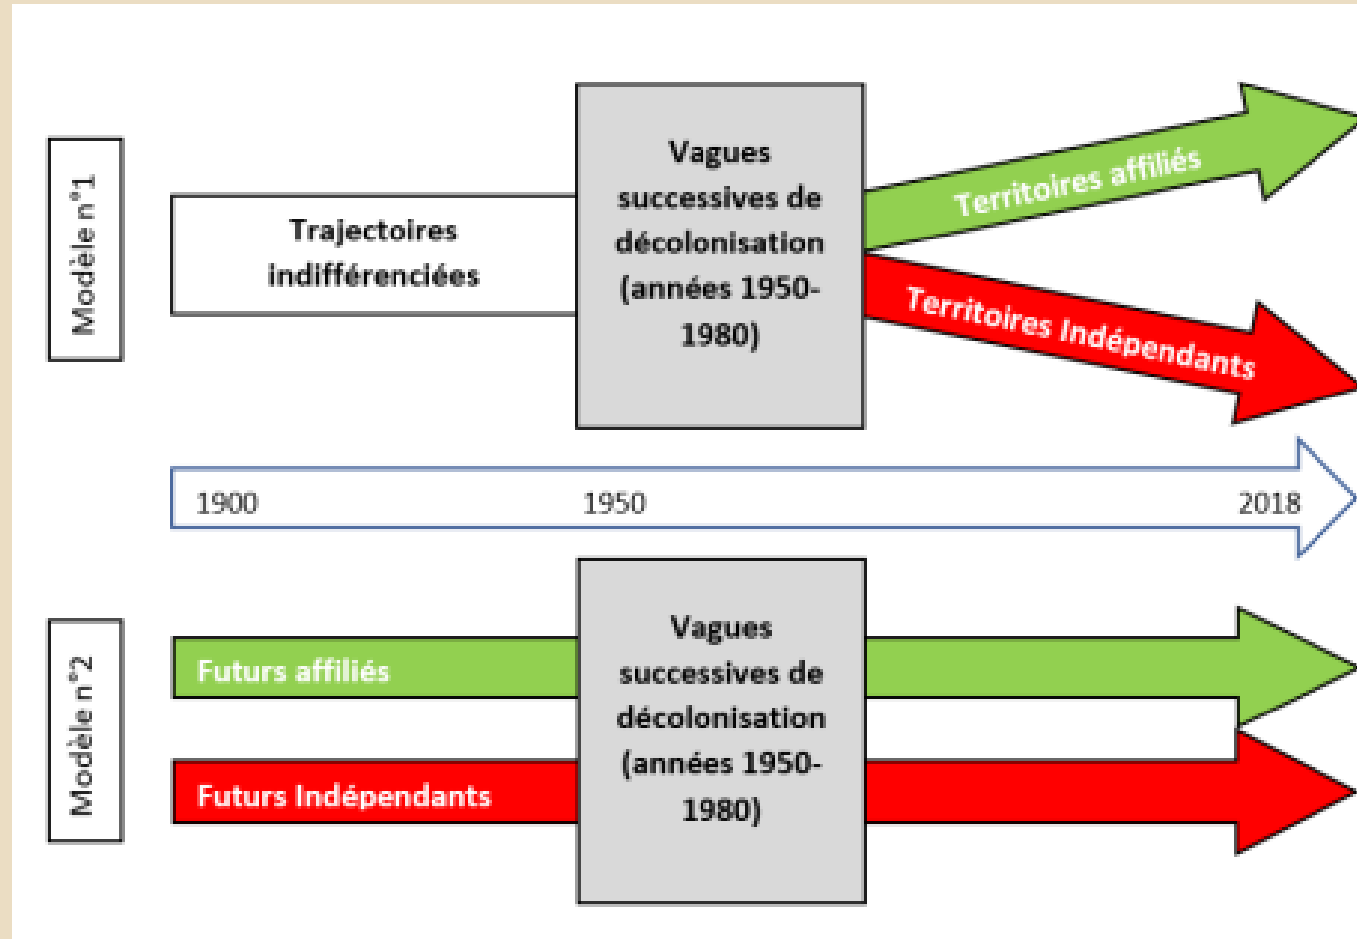 Modèle n°1
Trajectoires
indifférenciées
Vagues
successives de
décolonisation
(années 1950-
1980)
Territoires affiliés
Territoires Indépendants
1900
1950
2018
Modèle n°2
Futurs affiliés
Futurs Indépendants
Vagues
successives de
décolonisation
(années 1950-
1980)